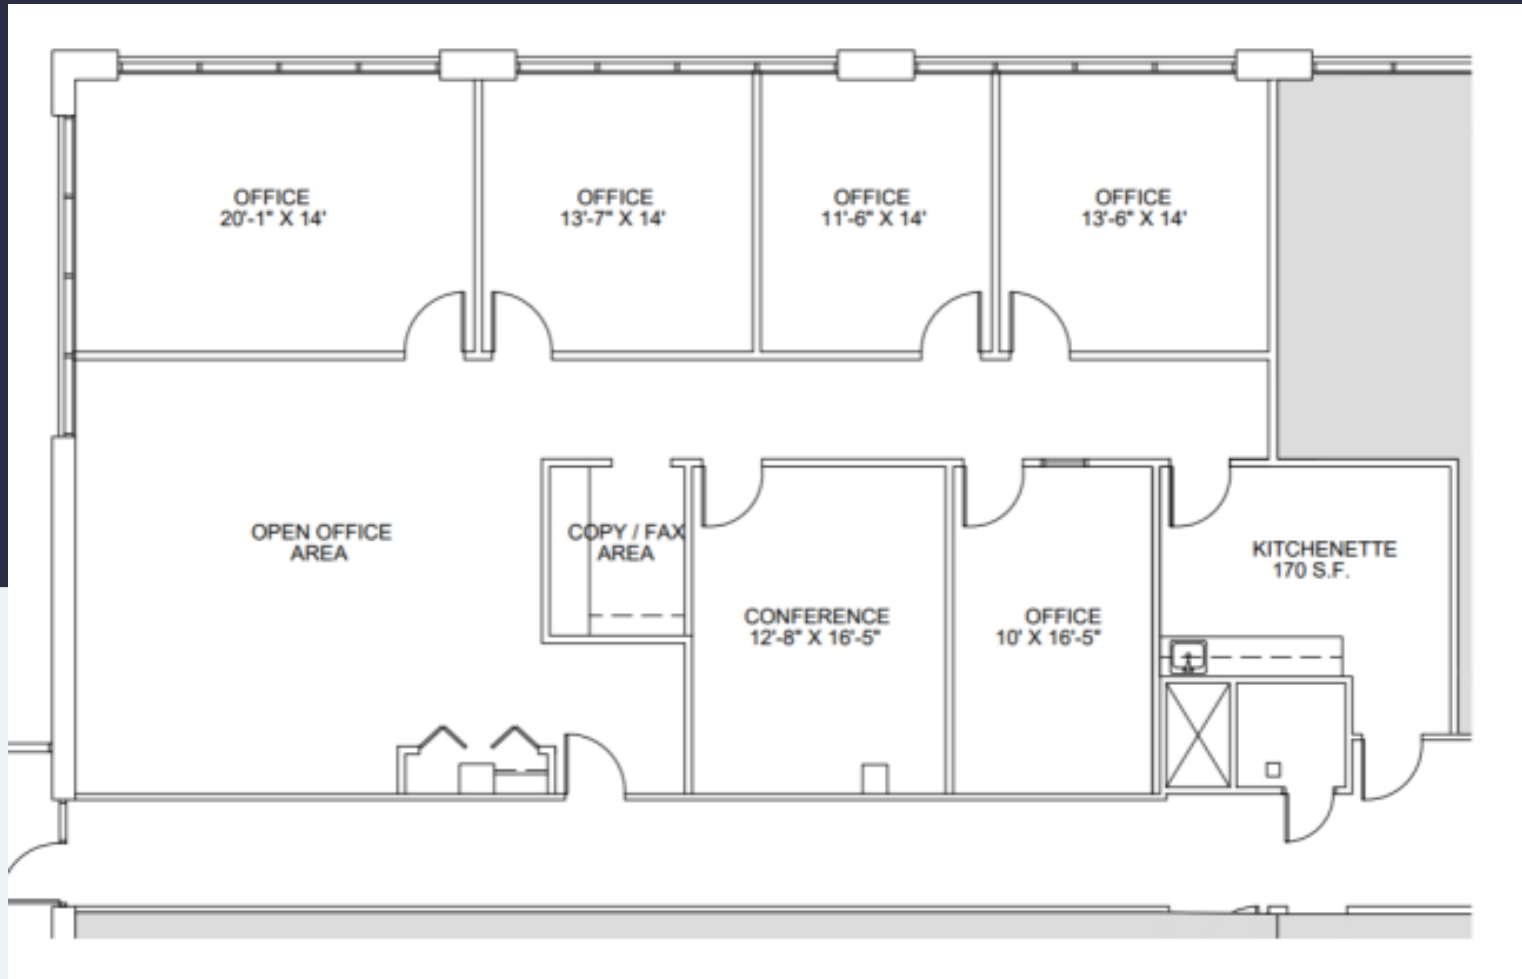 OFFICE
20'-1" X 14'
OFFICE
13'-7" X 14'
OFFICE
11'-6" X 14'
OFFICE
13'-6" X 14'
OPEN OFFICE
AREA
COPY / FAX
AREA
CONFERENCE
12'-8" X 16'-5"
OFFICE
10' X 16'-5"
KITCHENETTE
170 S.F.